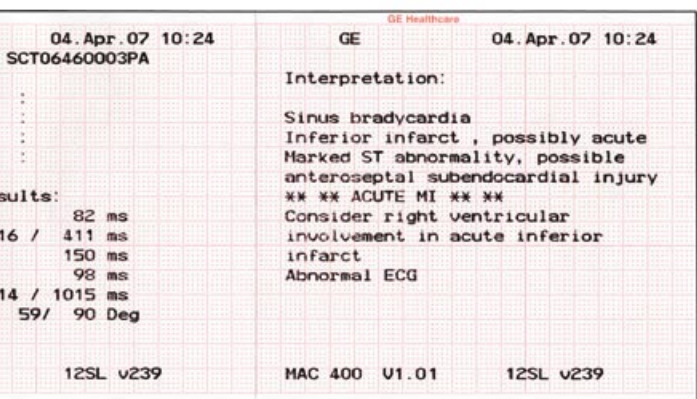 GE Healthcare
04.Apr.07 10:24
SCT06460003PA
:
:
:
:
sults:
82 ms
16 / 411 ms
150 ms
98 ms
14 / 1015 ms
59/ 90 Deg
12SL v239
GE 04.Apr.07 10:24
Interpretation:
Sinus bradycardia
Inferior infarct , possibly acute
Marked ST abnormality, possible
anteroseptal subendocardial injury
** ** ACUTE MI ** **
Consider right ventricular
involvement in acute inferior
infarct
Abnormal ECG
MAC 400 V1.01 12SL v239